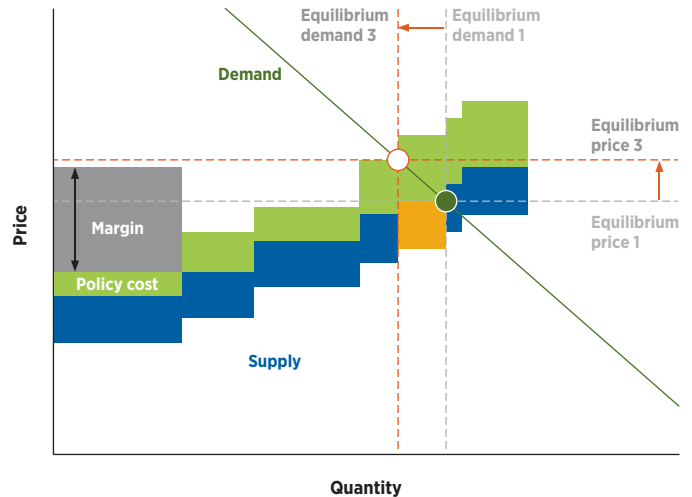 Equilibrium
demand 3
Equilibrium
demand 1
Demand
Equilibrium
price 3
Equilibrium
price 1
Price
Margin
Policy cost
Supply
Quantity